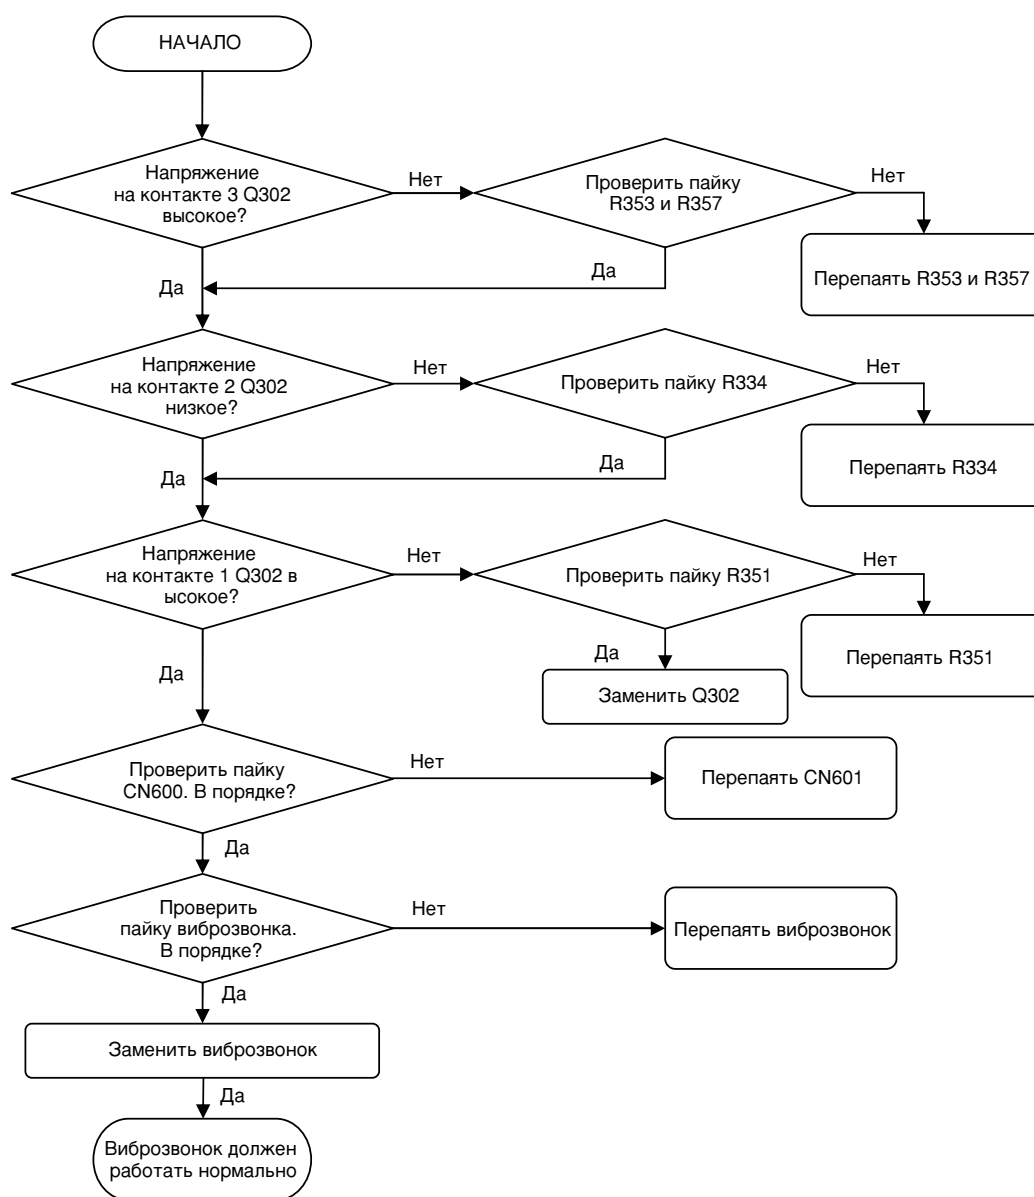 НАЧАЛО
Напряжение
на контакте 3 Q302
высокое?
Нет
Проверить пайку
R353 и R357
Нет
Перепаять R353 и R357
Да
Да
Напряжение
на контакте 2 Q302
низкое?
Нет
Проверить пайку R334
Нет
Перепаять R334
Да
Да
Напряжение
на контакте 1 Q302 в
ысокое?
Нет
Проверить пайку R351
Нет
Перепаять R351
Да
Заменить Q302
Да
Проверить пайку
CN600. В порядке?
Нет
Перепаять CN601
Да
Проверить
пайку виброзвонка.
В порядке?
Нет
Перепаять виброзвонок
Да
Заменить виброзвонок
Да
Виброзвонок должен
работать нормально